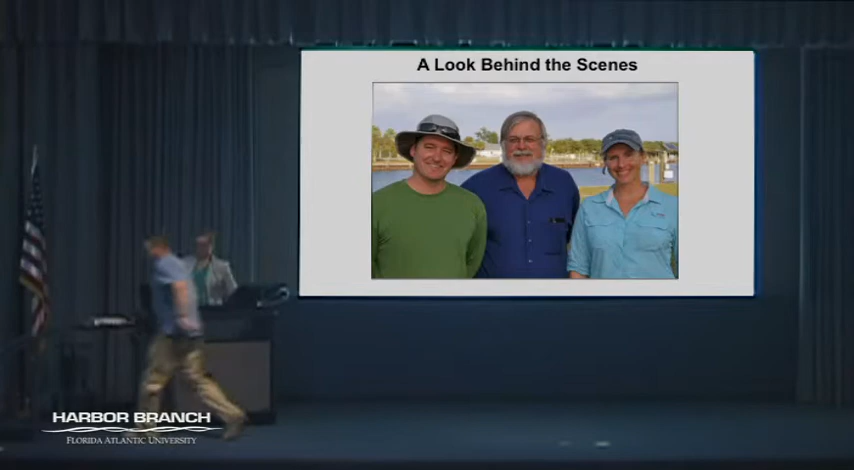 A Look Behind the Scenes
HARBOR BRANCH
FLORIDA ATLANTIC UNIVERSITY